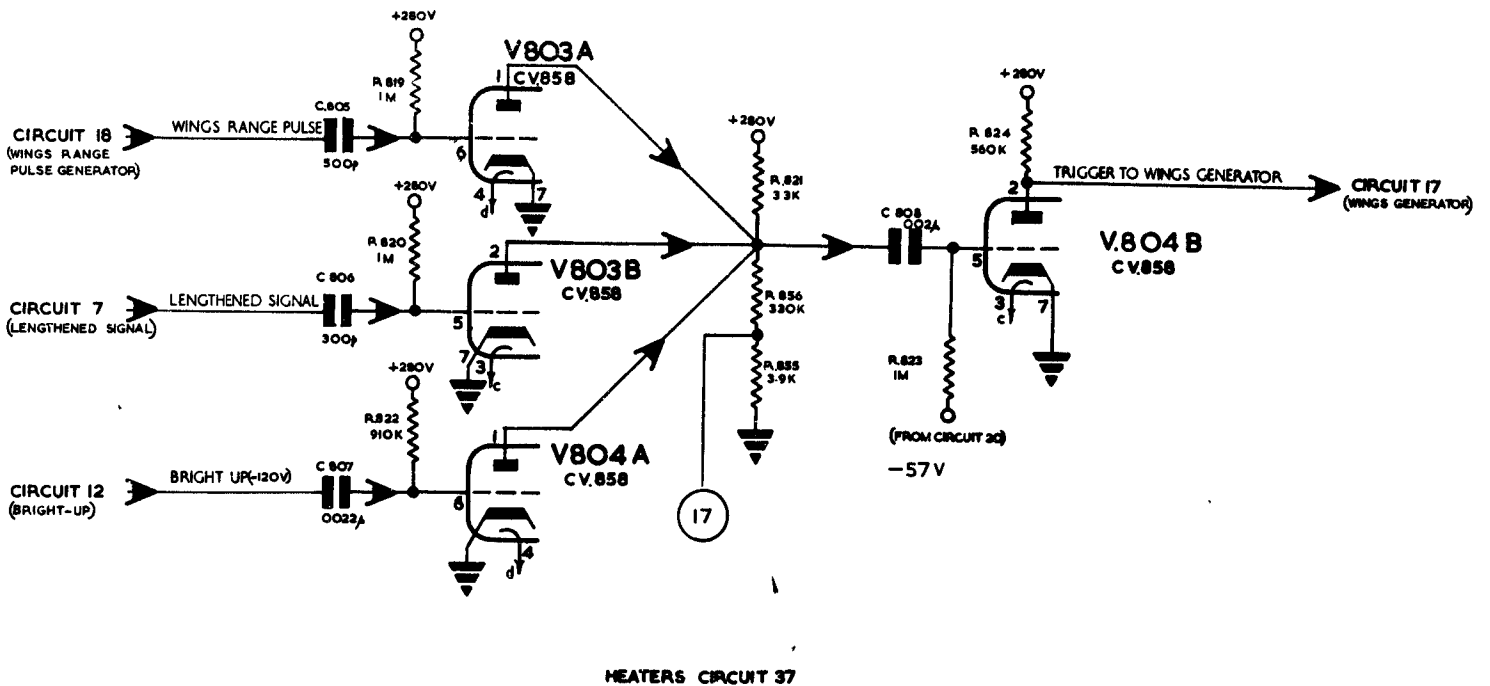 +280V
R.819
1M
V803A
CV.858
1
C.805
CIRCUIT 18
(WINGS RANGE
PULSE GENERATOR)
WINGS RANGE PULSE
500p
6
4
d
7
+280V
R.820
1M
2
V803B
CV.858
C 806
CIRCUIT 7
(LENGTHENED SIGNAL)
LENGTHENED SIGNAL
300p
5
7
3
c
+280V
R.822
910K
1
V804A
CV.858
C 807
CIRCUIT 12
(BRIGHT-UP)
BRIGHT UP(-120V)
0022µ
6
4
d
+280V
R.821
33K
R.856
330K
R.855
3·9K
17
C 808
002µ
+280V
R 824
560K
2
TRIGGER TO WINGS GENERATOR
CIRCUIT 17
(WINGS GENERATOR)
V.804B
CV.858
5
3
c
7
R.823
1M
(FROM CIRCUIT 20)
-57V
HEATERS CIRCUIT 37